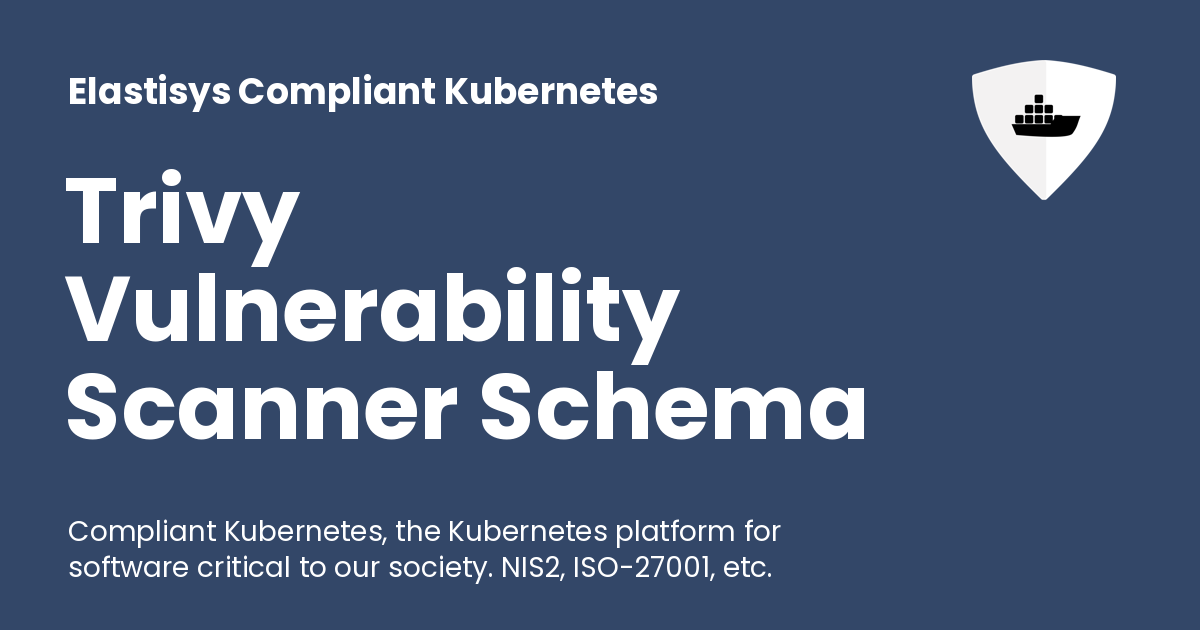 Elastisys Compliant Kubernetes
Trivy
Vulnerability
Scanner Schema
Compliant Kubernetes, the Kubernetes platform for
software critical to our society. NIS2, ISO-27001, etc.